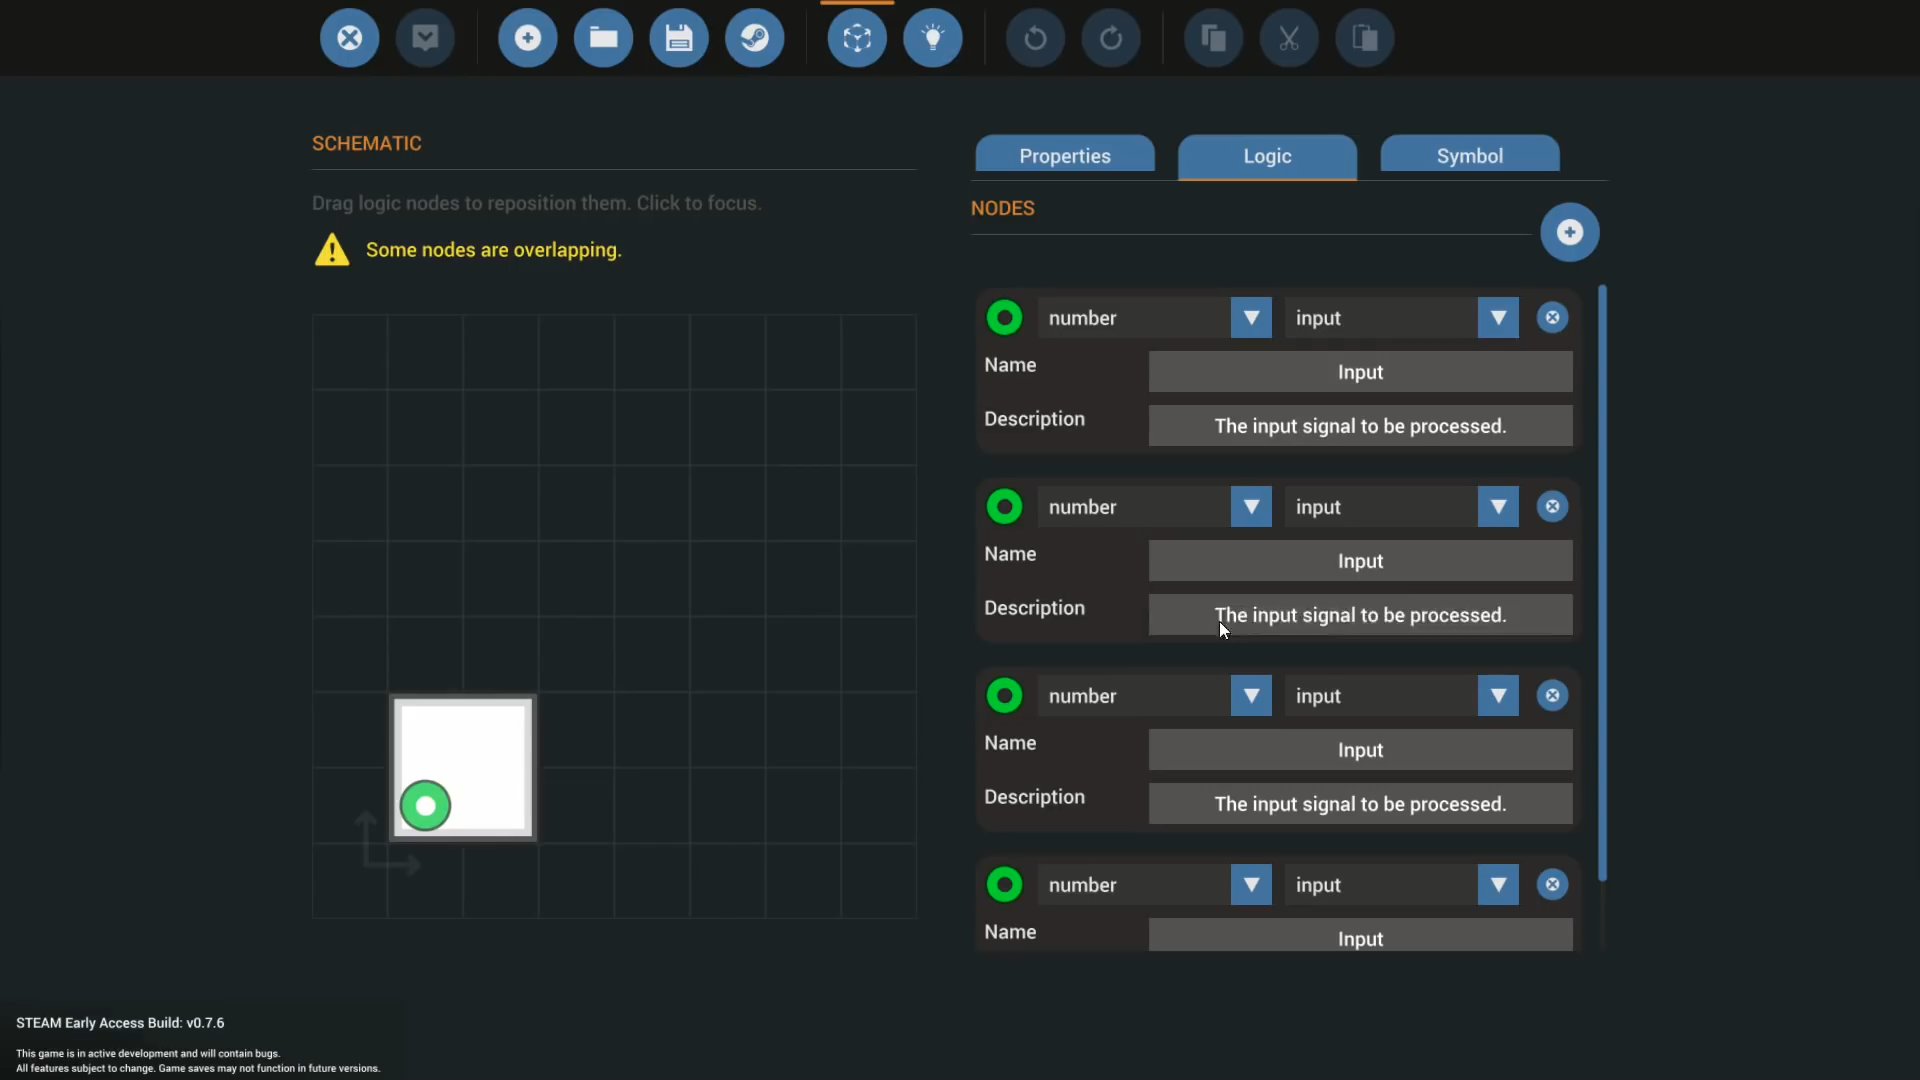 SCHEMATIC
Drag logic nodes to reposition them. Click to focus.
Some nodes are overlapping.
Properties
Logic
Symbol
NODES
number
input
Name
Input
Description
The input signal to be processed.
number
input
Name
Input
Description
The input signal to be processed.
number
input
Name
Input
Description
The input signal to be processed.
number
input
Name
Input
STEAM Early Access Build: v0.7.6
This game is in active development and will contain bugs.
All features subject to change. Game saves may not function in future versions.